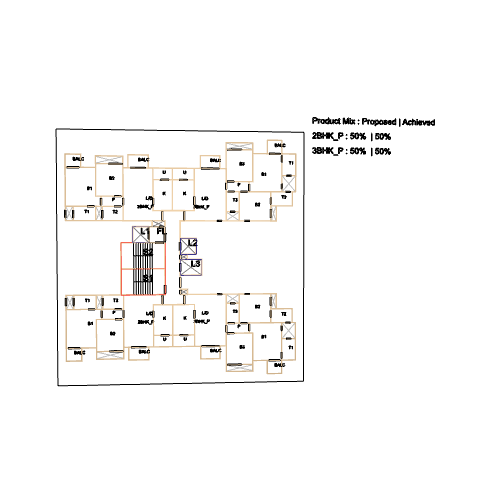 Product Mix : Proposed | Achieved
2BHK_P : 50% | 50%
3BHK_P : 50% | 50%
BALC BALC BALC BALC
B2 B3 T1
B1 U U B1
P L/D K K L/D P
2BHK_P 3BHK_P T3 B2 T2
T1 T2
L1 FL
S2 L2
L3
S1
T1 T2 B2 T2
P L/D L/D T3
B1 2BHK_P K K 3BHK_P P
B2 U U B3 B1 T1
BALC BALC BALC BALC